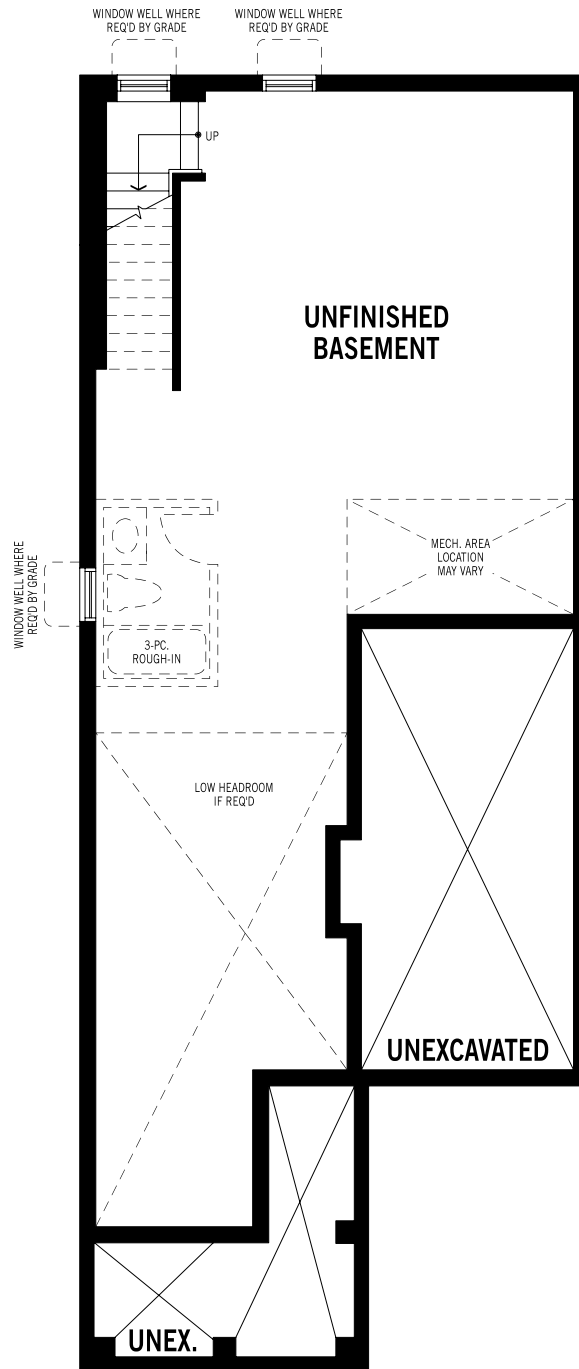 WINDOW WELL WHERE
REQ'D BY GRADE
WINDOW WELL WHERE
REQ'D BY GRADE
UP
UNFINISHED
BASEMENT
MECH. AREA
LOCATION
MAY VARY
WINDOW WELL WHERE
REQ'D BY GRADE
3-PC.
ROUGH-IN
LOW HEADROOM
IF REQ'D
UNEXCAVATED
UNEX.